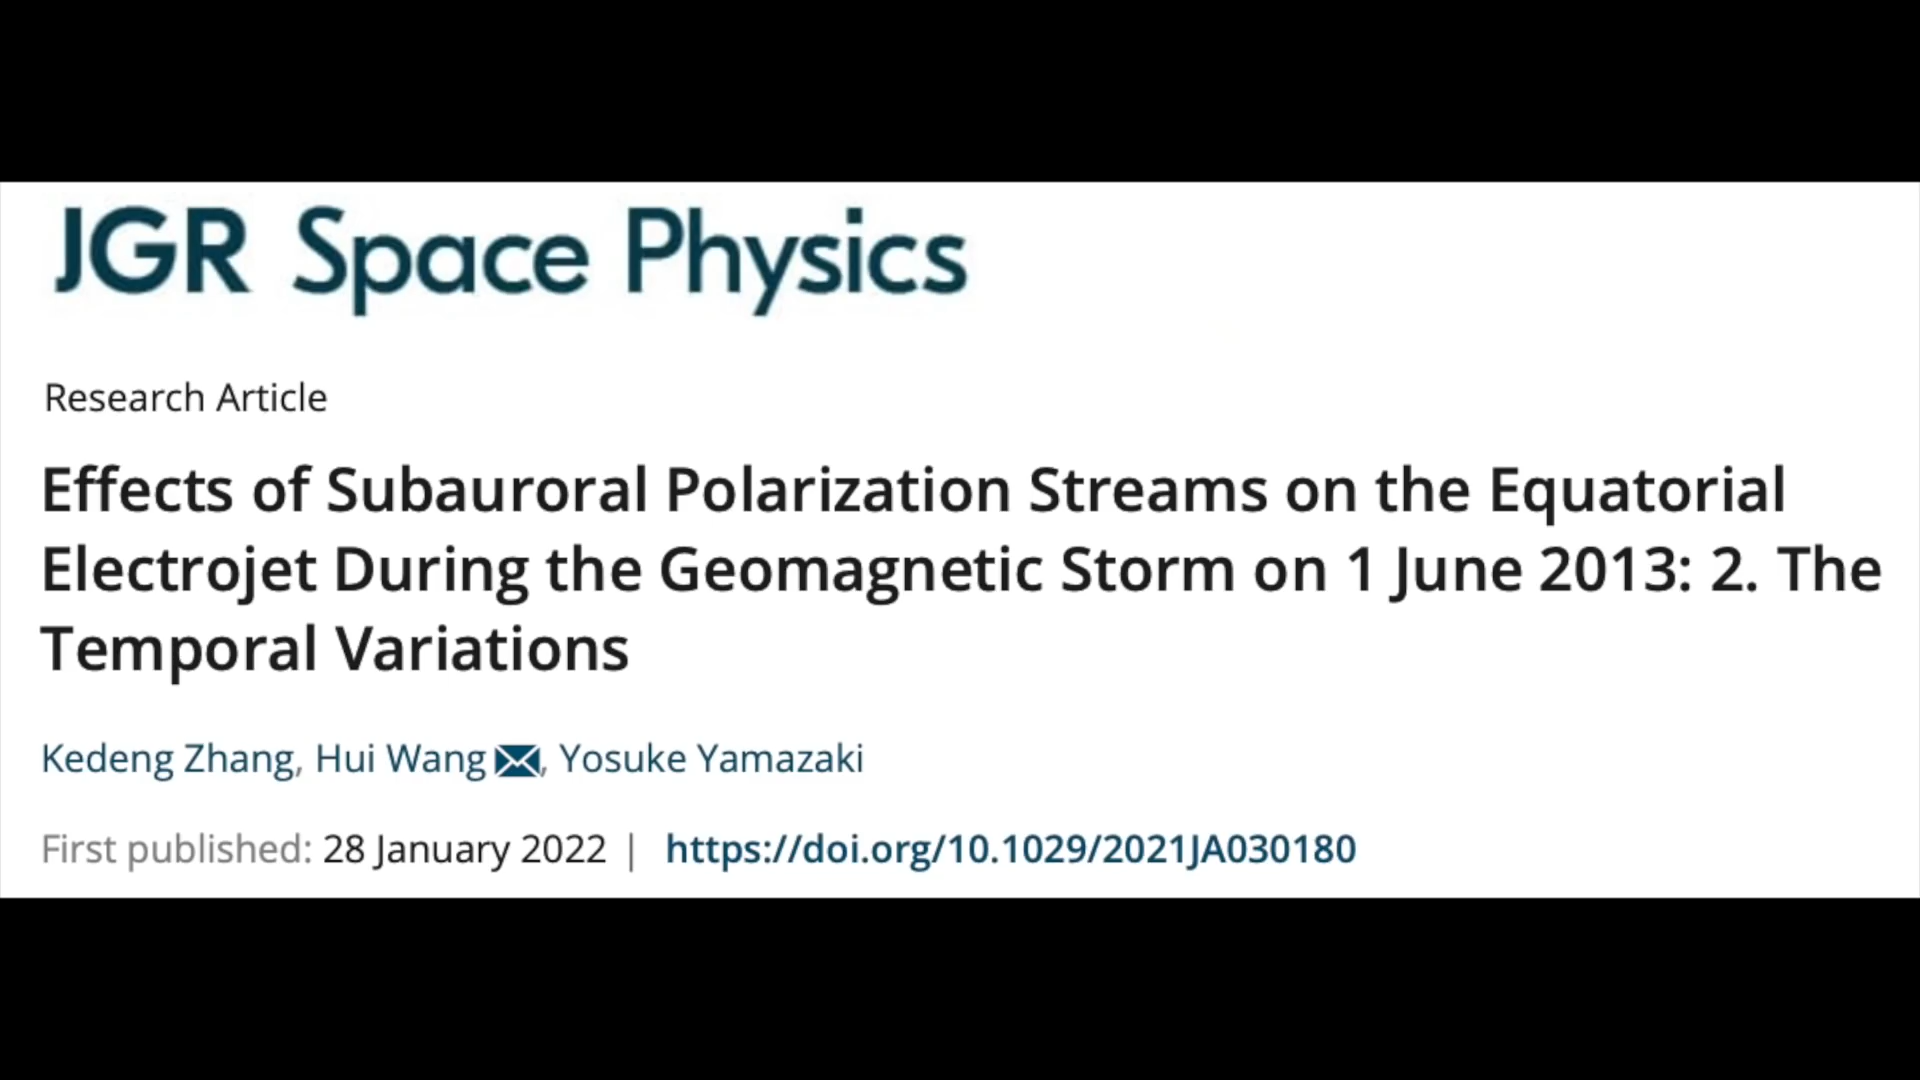 JGR Space Physics
Research Article
Effects of Subauroral Polarization Streams on the Equatorial
Electrojet During the Geomagnetic Storm on 1 June 2013: 2. The
Temporal Variations
Kedeng Zhang, Hui Wang, Yosuke Yamazaki
First published: 28 January 2022 | https://doi.org/10.1029/2021JA030180